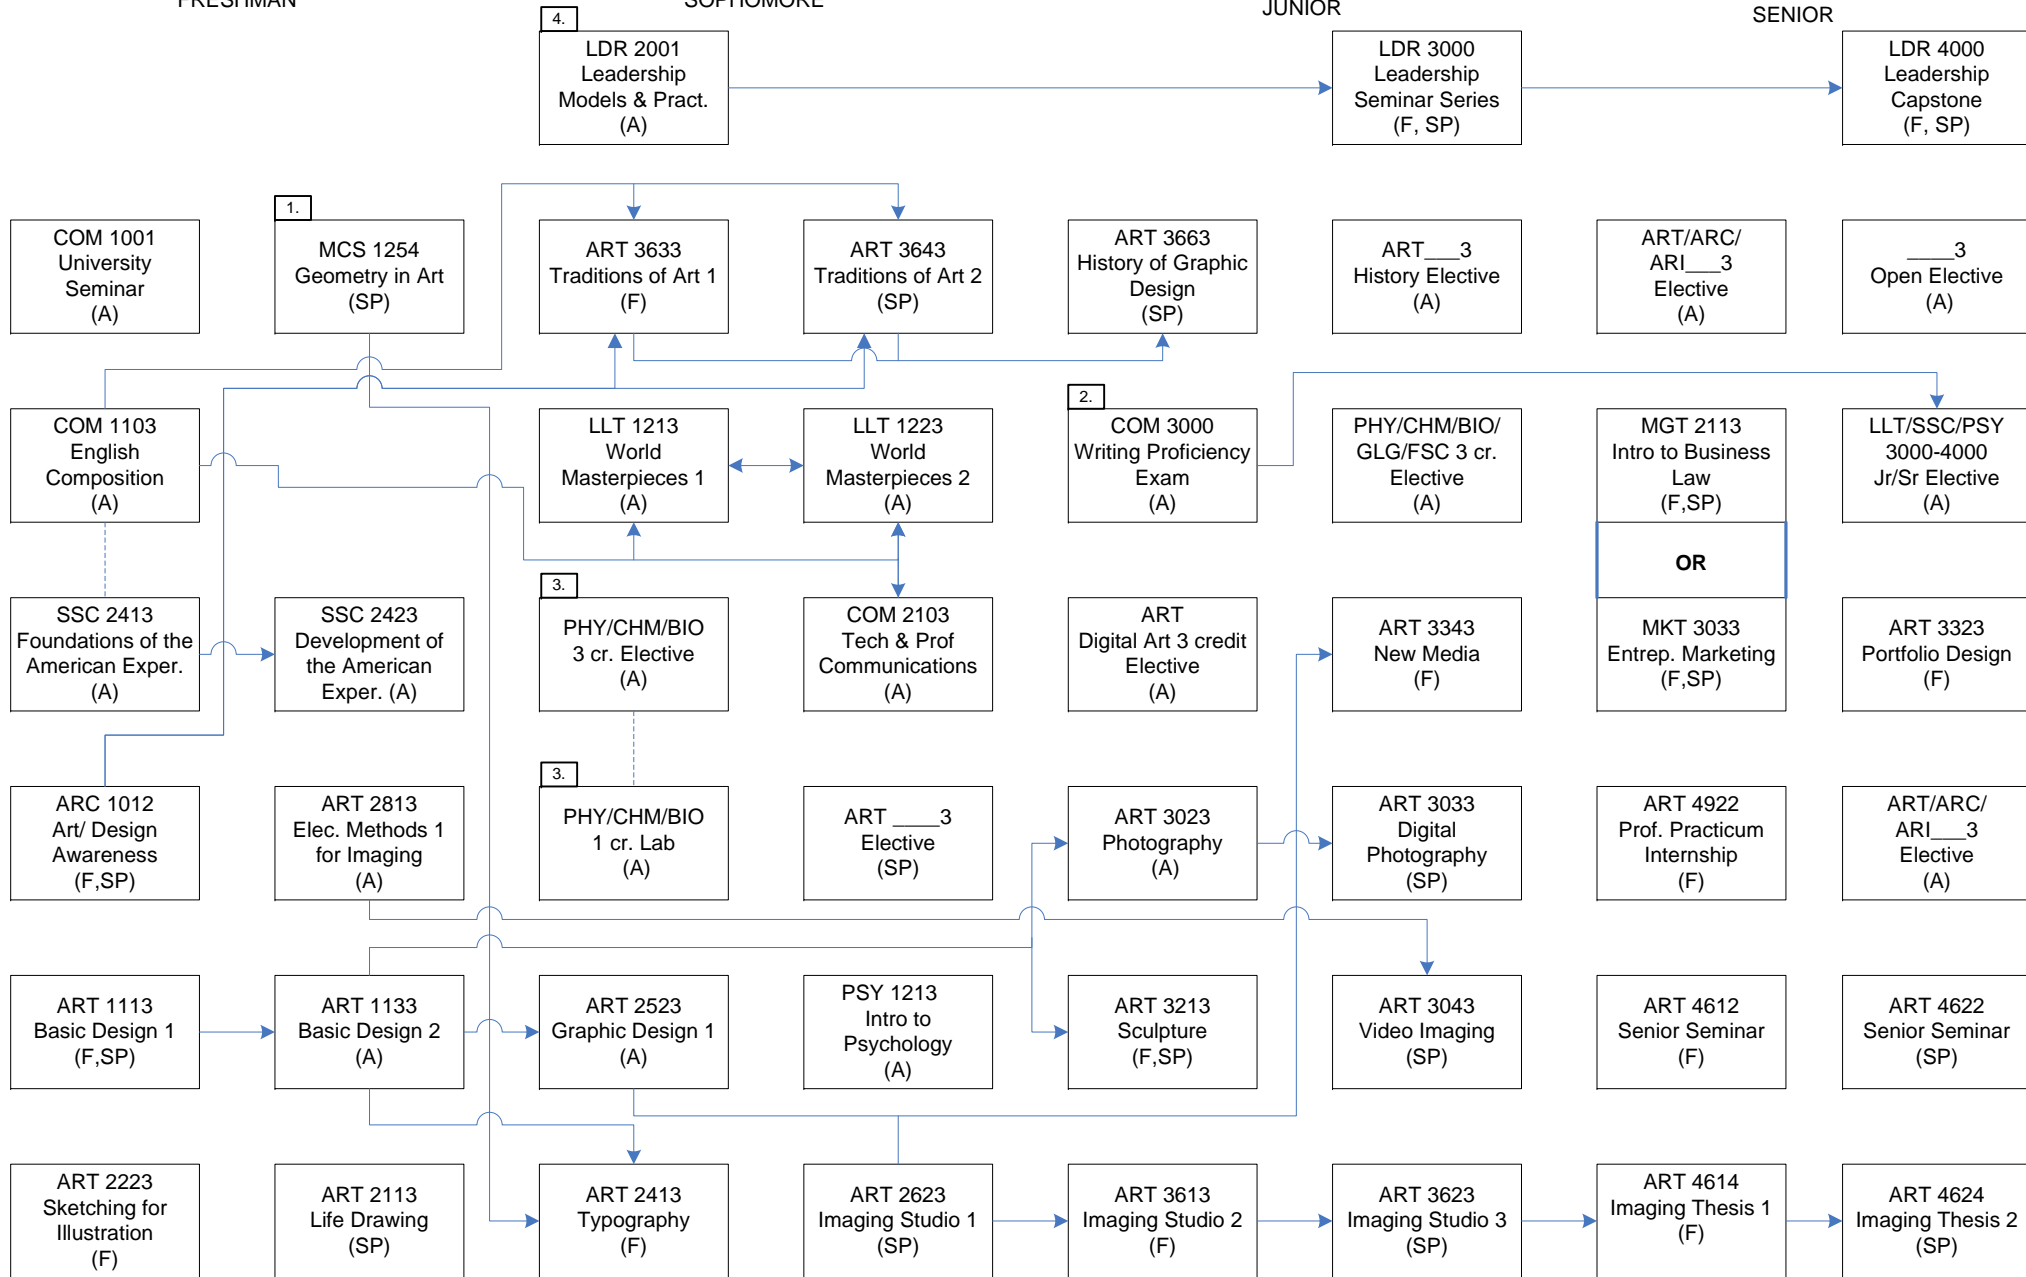 FRESHMAN
SOPHOMORE
JUNIOR
SENIOR
4.
LDR 2001
Leadership
Models & Pract.
(A)
LDR 3000
Leadership
Seminar Series
(F, SP)
LDR 4000
Leadership
Capstone
(F, SP)
COM 1001
University
Seminar
(A)
1.
MCS 1254
Geometry in Art
(SP)
ART 3633
Traditions of Art 1
(F)
ART 3643
Traditions of Art 2
(SP)
ART 3663
History of Graphic
Design
(SP)
ART___3
History Elective
(A)
ART/ARC/
ARI___3
Elective
(A)
____3
Open Elective
(A)
COM 1103
English
Composition
(A)
LLT 1213
World
Masterpieces 1
(A)
LLT 1223
World
Masterpieces 2
(A)
2.
COM 3000
Writing Proficiency
Exam
(A)
PHY/CHM/BIO/
GLG/FSC 3 cr.
Elective
(A)
MGT 2113
Intro to Business
Law
(F,SP)
OR
LLT/SSC/PSY
3000-4000
Jr/Sr Elective
(A)
SSC 2413
Foundations of the
American Exper.
(A)
SSC 2423
Development of
the American
Exper. (A)
3.
PHY/CHM/BIO
3 cr. Elective
(A)
COM 2103
Tech & Prof
Communications
(A)
ART
Digital Art 3 credit
Elective
(A)
ART 3343
New Media
(F)
MKT 3033
Entrep. Marketing
(F,SP)
ART 3323
Portfolio Design
(F)
ARC 1012
Art/ Design
Awareness
(F,SP)
ART 2813
Elec. Methods 1
for Imaging
(A)
3.
PHY/CHM/BIO
1 cr. Lab
(A)
ART ____3
Elective
(SP)
ART 3023
Photography
(A)
ART 3033
Digital
Photography
(SP)
ART 4922
Prof. Practicum
Internship
(F)
ART/ARC/
ARI___3
Elective
(A)
ART 1113
Basic Design 1
(F,SP)
ART 1133
Basic Design 2
(A)
ART 2523
Graphic Design 1
(A)
PSY 1213
Intro to
Psychology
(A)
ART 3213
Sculpture
(F,SP)
ART 3043
Video Imaging
(SP)
ART 4612
Senior Seminar
(F)
ART 4622
Senior Seminar
(SP)
ART 2223
Sketching for
Illustration
(F)
ART 2113
Life Drawing
(SP)
ART 2413
Typography
(F)
ART 2623
Imaging Studio 1
(SP)
ART 3613
Imaging Studio 2
(F)
ART 3623
Imaging Studio 3
(SP)
ART 4614
Imaging Thesis 1
(F)
ART 4624
Imaging Thesis 2
(SP)